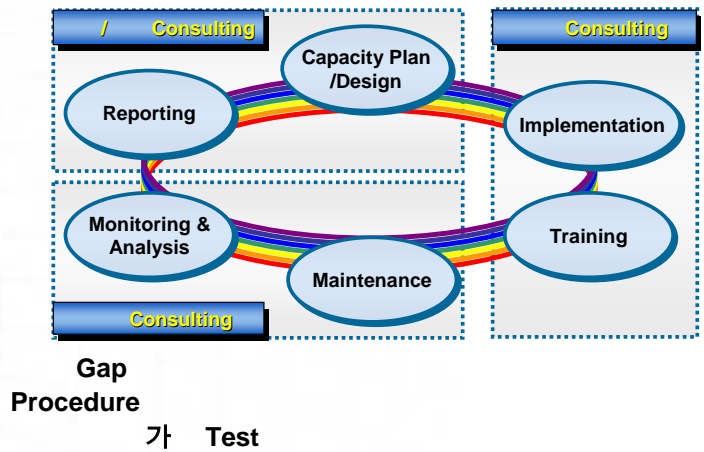 / Consulting
Consulting
Capacity Plan
/Design
Reporting
Implementation
Monitoring &
Analysis
Training
Maintenance
Consulting
Gap
Procedure
가 Test